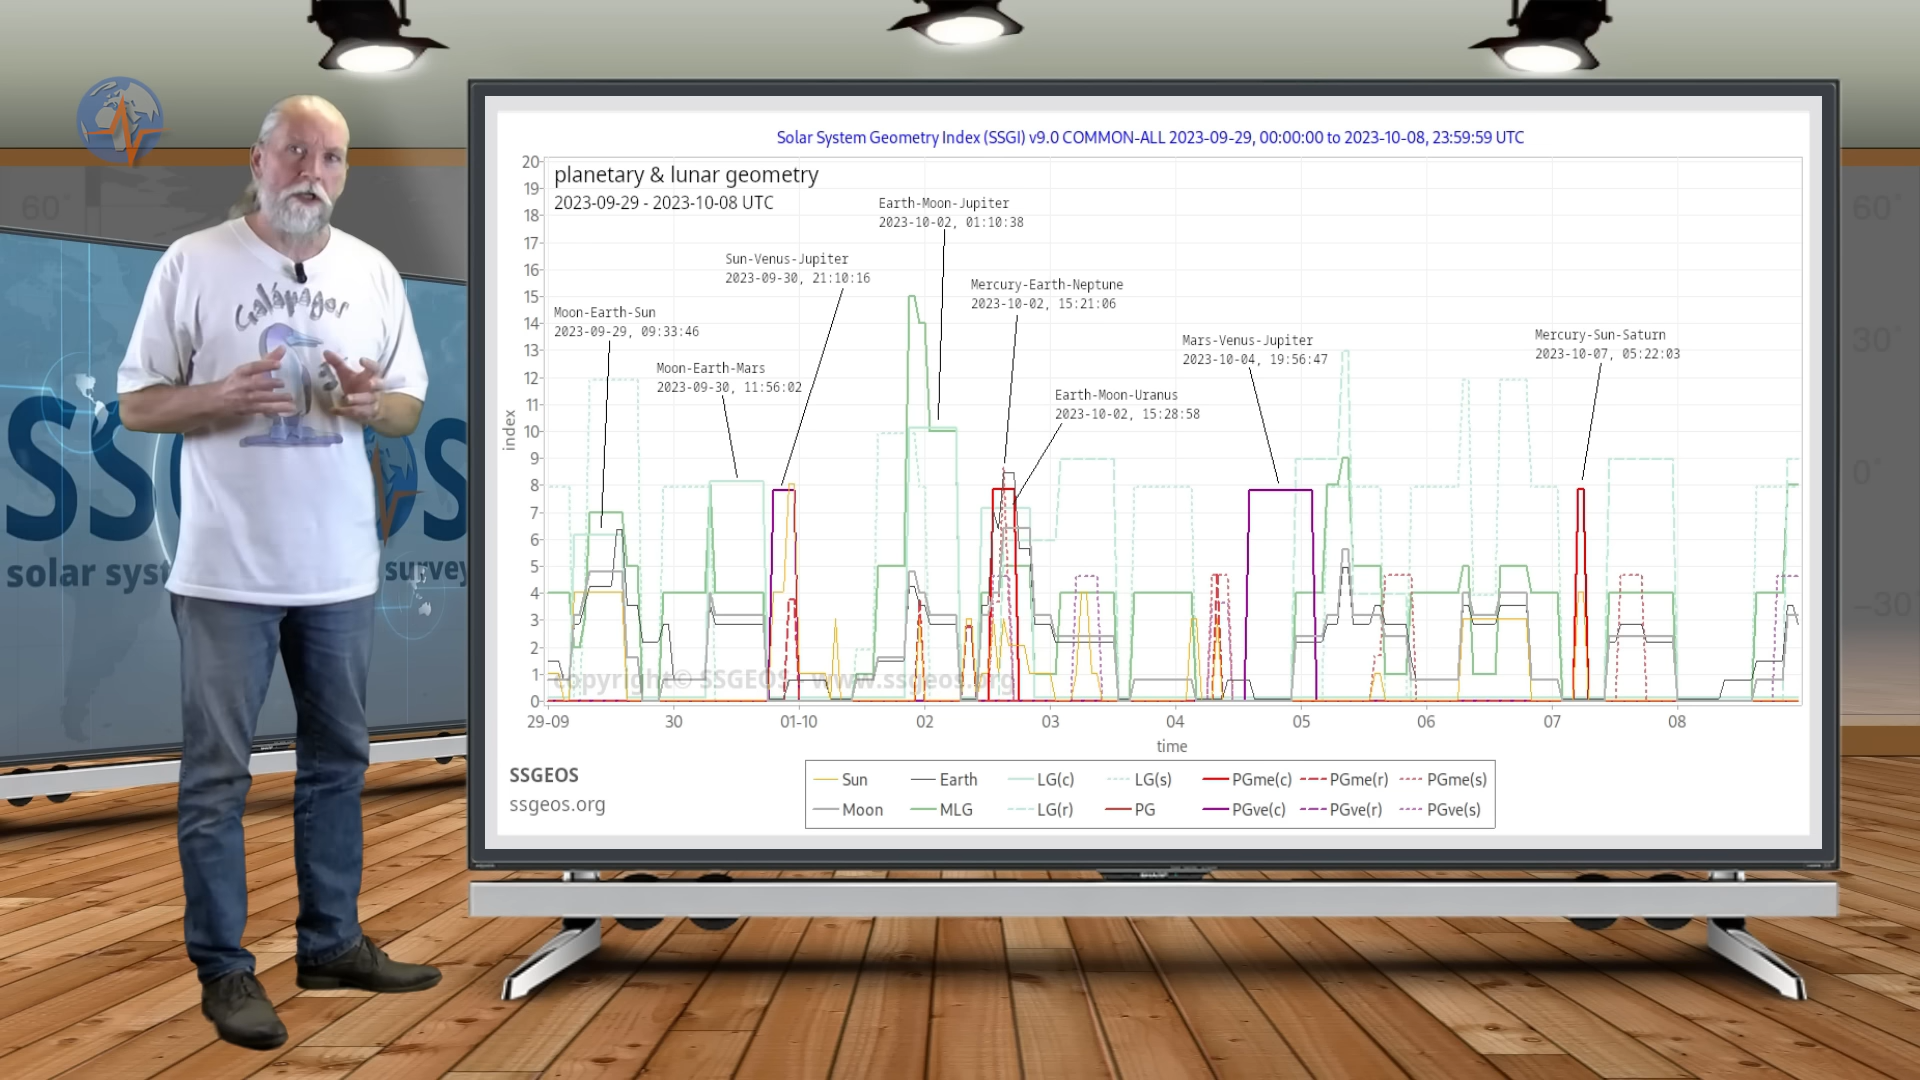 Solar System Geometry Index (SSGI) v9.0 COMMON-ALL 2023-09-29, 00:00:00 to 2023-10-08, 23:59:59 UTC
planetary & lunar geometry
2023-09-29 - 2023-10-08 UTC
Earth-Moon-Jupiter
2023-10-02, 01:10:38
Sun-Venus-Jupiter
2023-09-30, 21:10:16
Mercury-Earth-Neptune
2023-10-02, 15:21:06
Moon-Earth-Sun
2023-09-29, 09:33:46
Mars-Venus-Jupiter
2023-10-04, 19:56:47
Mercury-Sun-Saturn
2023-10-07, 05:22:03
Moon-Earth-Mars
2023-09-30, 11:56:02
Earth-Moon-Uranus
2023-10-02, 15:28:58
20
19
18
17
16
15
14
13
12
11
10
9
8
7
6
5
4
3
2
1
0
index
copyright© SSGEOS - www.ssgeos.org
29-09 30 01-10 02 03 04 05 06 07 08
time
SSGEOS
ssgeos.org
Sun Earth LG(c) LG(s) PGme(c) PGme(r) PGme(s)
Moon MLG LG(r) PG PGve(c) PGve(r) PGve(s)
Galápagos
SS S
solar syst survey
60°
60°
30°
0°
-30°